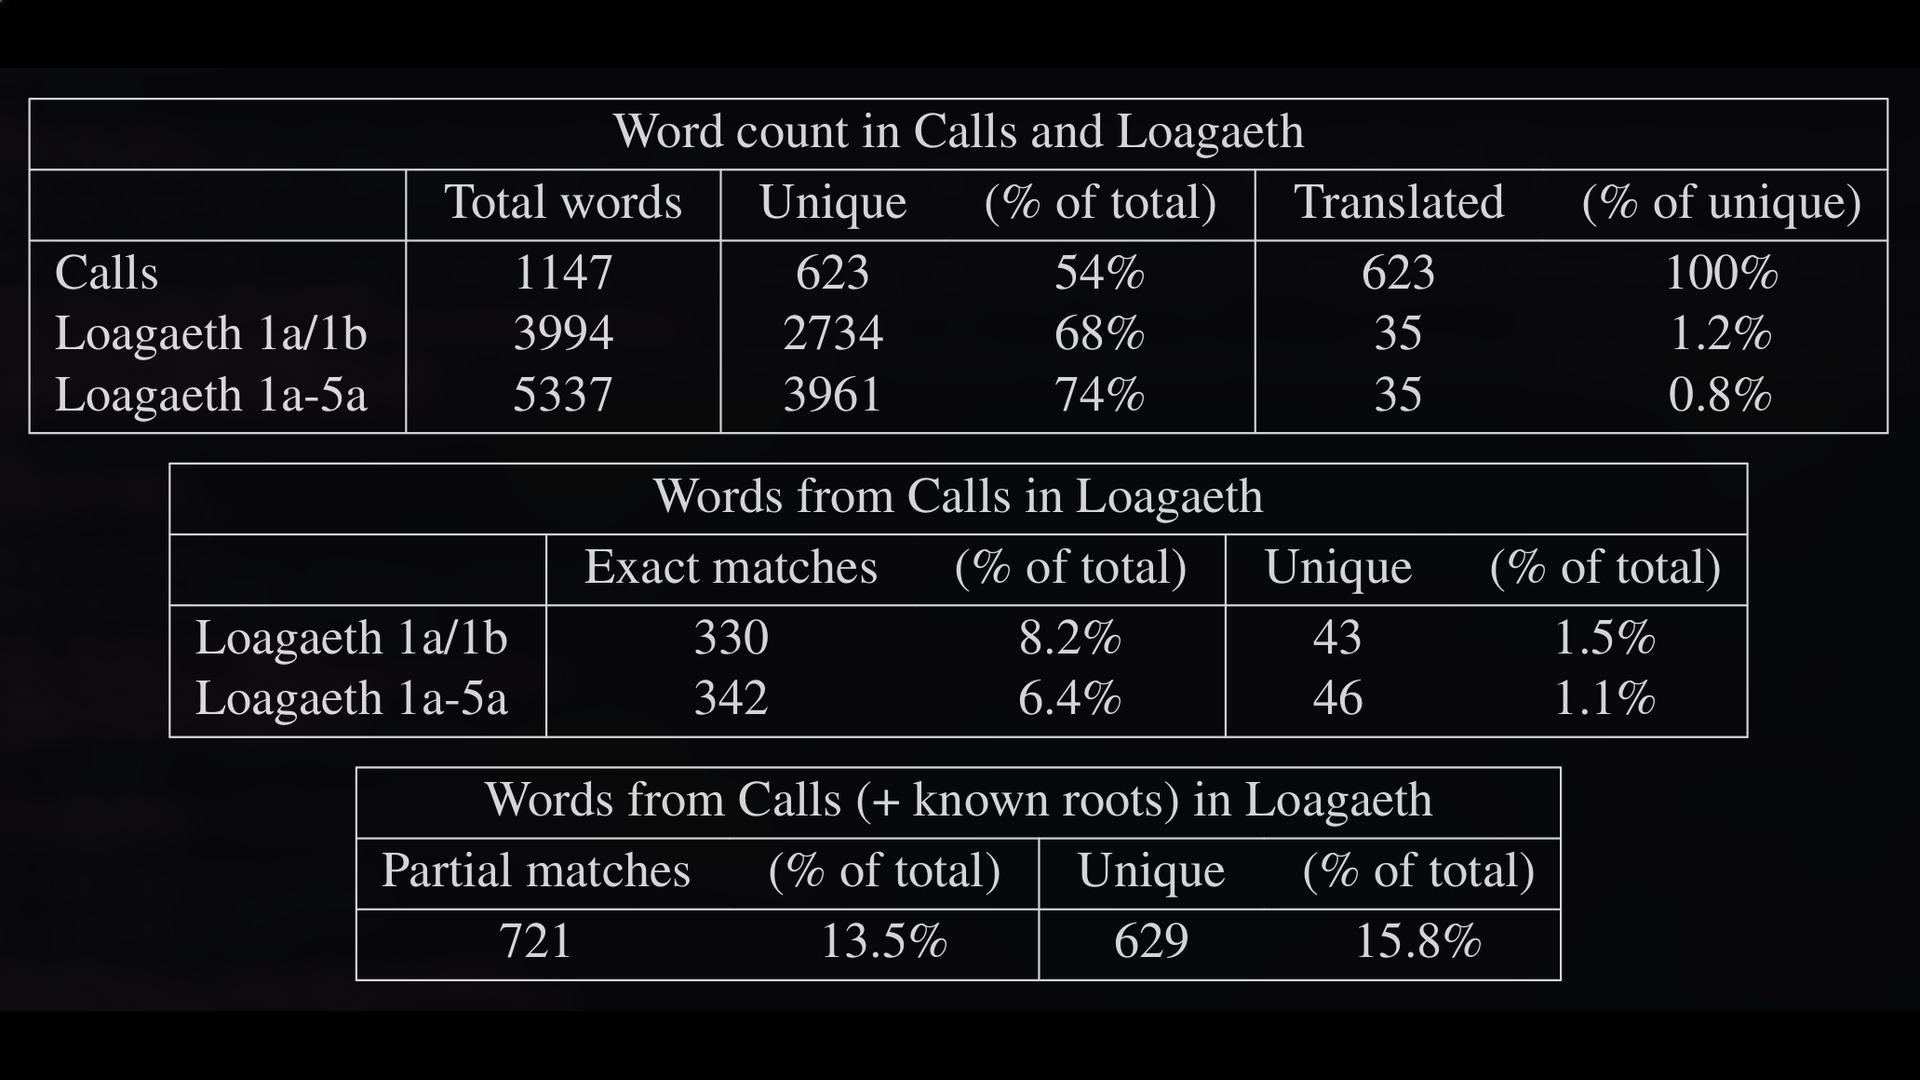 Word count in Calls and Loagaeth
Total words Unique (% of total) Translated (% of unique)
Calls 1147 623 54% 623 100%
Loagaeth 1a/1b 3994 2734 68% 35 1.2%
Loagaeth 1a-5a 5337 3961 74% 35 0.8%
Words from Calls in Loagaeth
Exact matches (% of total) Unique (% of total)
Loagaeth 1a/1b 330 8.2% 43 1.5%
Loagaeth 1a-5a 342 6.4% 46 1.1%
Words from Calls (+ known roots) in Loagaeth
Partial matches (% of total) Unique (% of total)
721 13.5% 629 15.8%